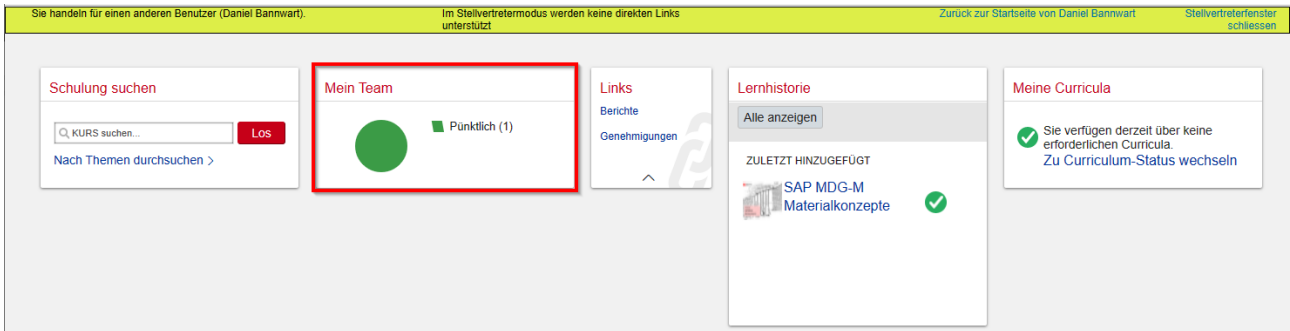 Sie handeln für einen anderen Benutzer (Daniel Bannwart).
Im Stellvertretermodus werden keine direkten Links
unterstützt
Zurück zur Startseite von Daniel Bannwart
Stellvertreterfenster
schliessen
Schulung suchen
KURS suchen...
Los
Nach Themen durchsuchen >
Mein Team
Pünktlich (1)
Links
Berichte
Genehmigungen
Lernhistorie
Alle anzeigen
ZULETZT HINZUGEFÜGT
SAP MDG-M
Materialkonzepte
Meine Curricula
Sie verfügen derzeit über keine
erforderlichen Curricula.
Zu Curriculum-Status wechseln